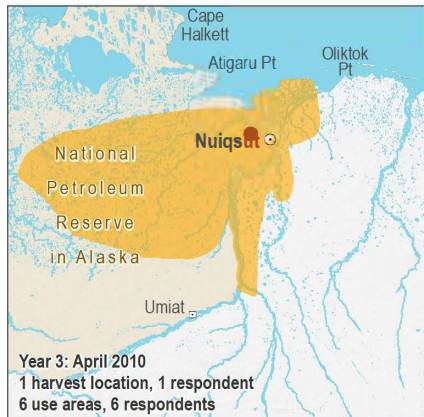 Cape
Halkett
Oliktok
Pt
Atigaru Pt
Nuiqsut
National
Petroleum
Reserve
in Alaska
Umiat
Year 3: April 2010
1 harvest location, 1 respondent
6 use areas, 6 respondents